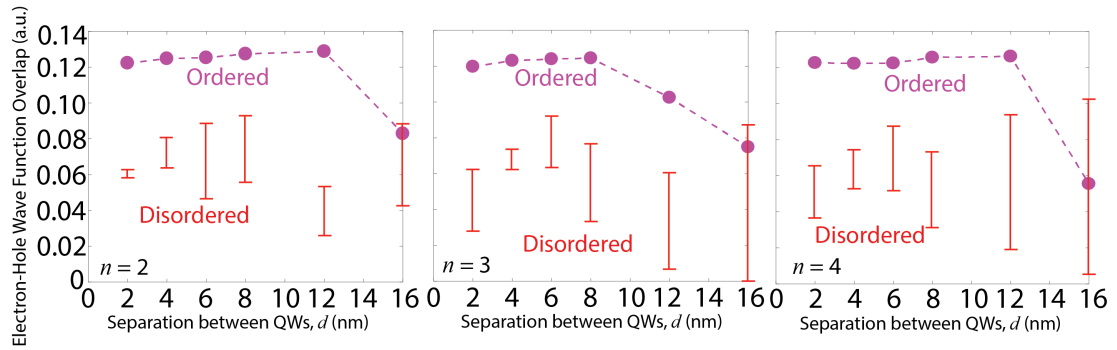 Electron-Hole Wave Function Overlap (a.u.)
0.14
0.12
0.10
0.08
0.06
0.04
0.02
0
Ordered
Disordered
n = 2
0 2 4 6 8 10 12 14 16
Separation between QWs, d (nm)
Ordered
Disordered
n = 3
0 2 4 6 8 10 12 14 16
Separation between QWs, d (nm)
Ordered
Disordered
n = 4
0 2 4 6 8 10 12 14 16
Separation between QWs, d (nm)